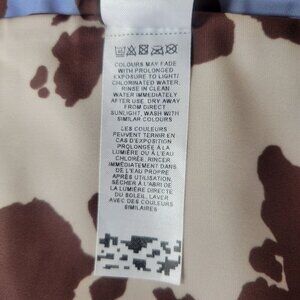 COLOURS MAY FADE
WITH PROLONGED
EXPOSURE TO LIGHT/
CHLORINATED WATER.
RINSE IN CLEAN
WATER IMMEDIATELY
AFTER USE. DRY AWAY
FROM DIRECT
SUNLIGHT, WASH WITH
SIMILAR COLOURS
LES COULEURS
PEUVENT TERNIR EN
CAS D'EXPOSITION
PROLONGÉE À LA
LUMIÈRE OU À L'EAU
CHLORÉE. RINCER
IMMÉDIATEMENT DANS
DE L'EAU PROPRE
APRÈS UTILISATION.
SÉCHER À L'ABRI DE
LA LUMIÈRE DIRECTE
DU SOLEIL, LAVER
AVEC DES COULEURS
SIMILAIRES